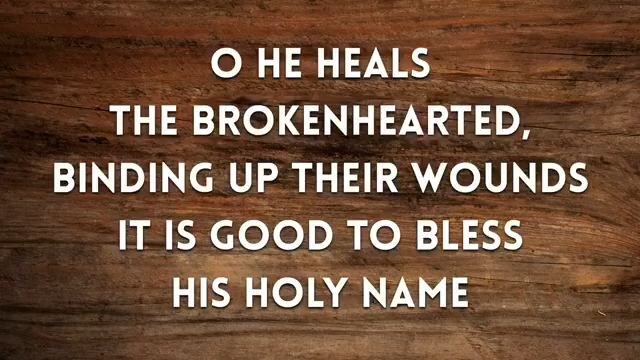 O HE HEALS
THE BROKENHEARTED,
BINDING UP THEIR WOUNDS
IT IS GOOD TO BLESS
HIS HOLY NAME